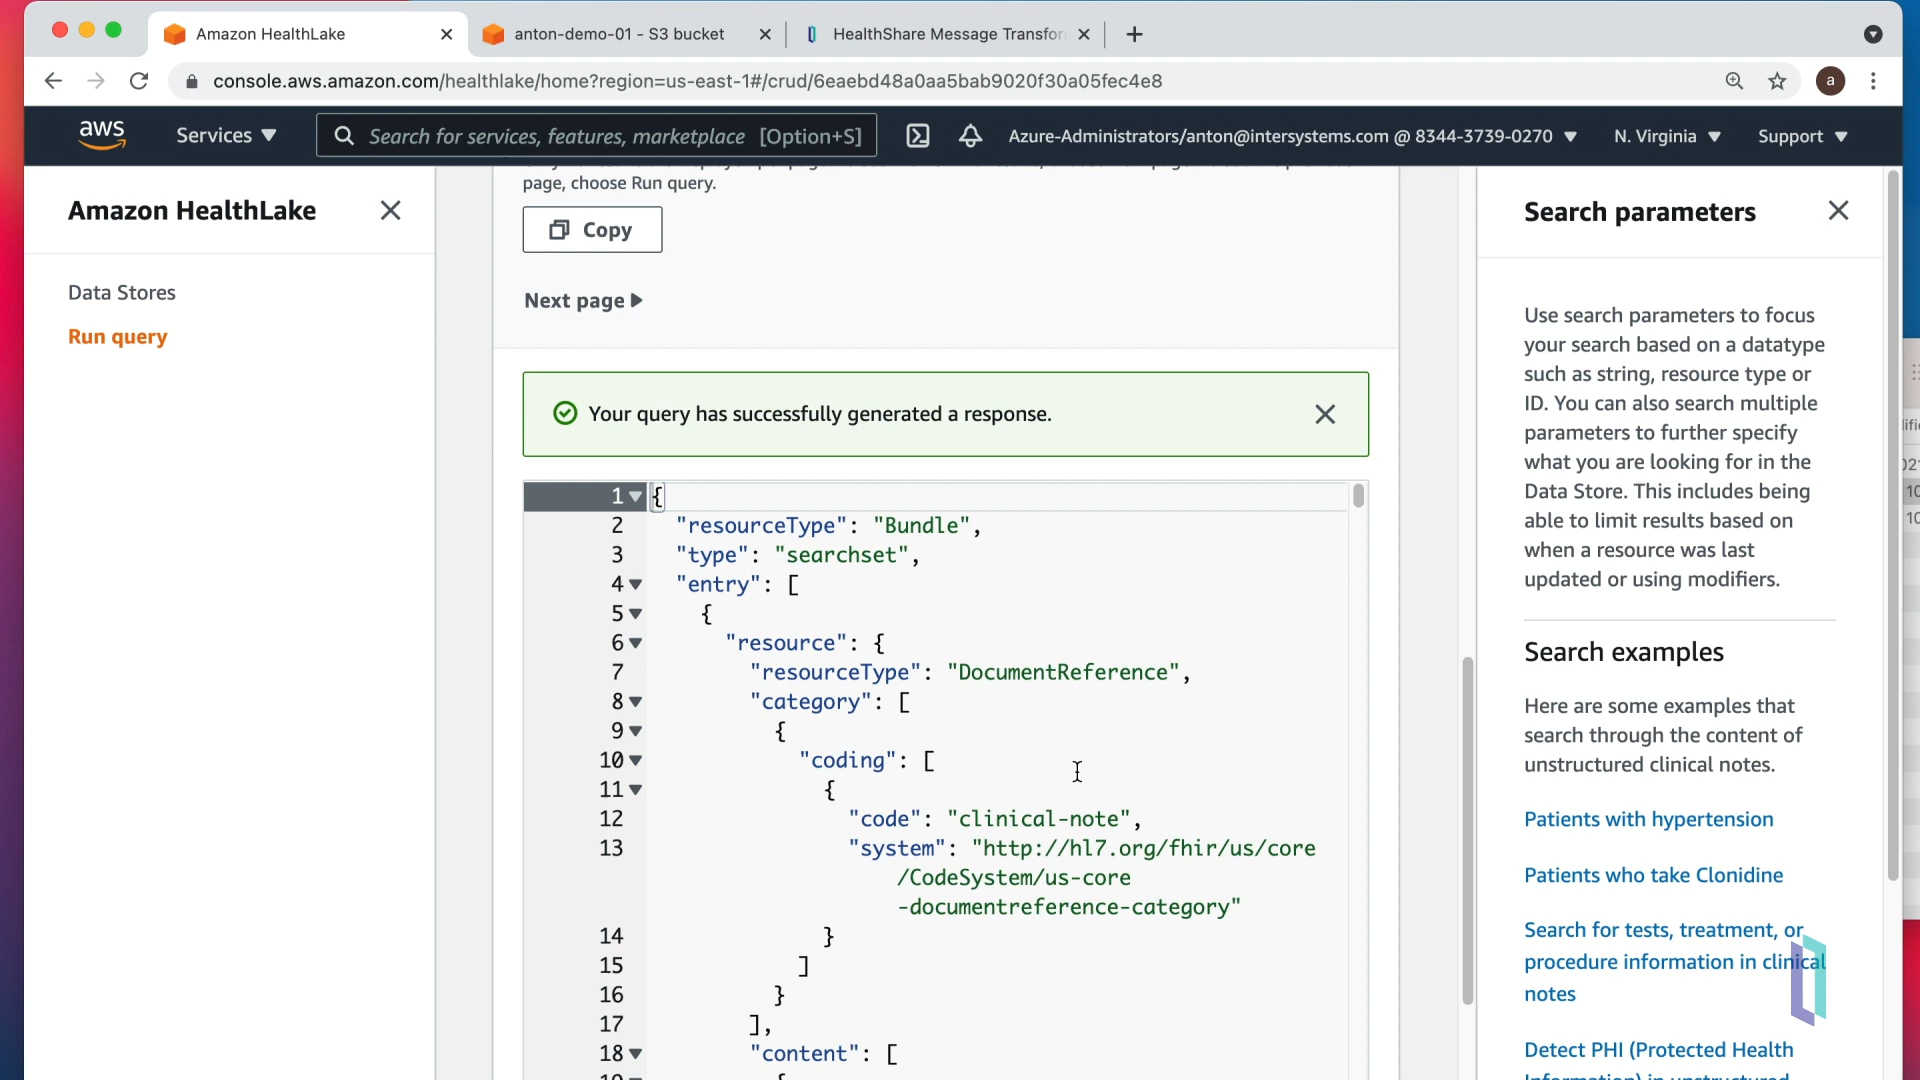 Amazon HealthLake
anton-demo-01 - S3 bucket
HealthShare Message Transfor
console.aws.amazon.com/healthlake/home?region=us-east-1#/crud/6eaebd48a0aa5bab9020f30a05fec4e8
a
aws
Services
Search for services, features, marketplace [Option+S]
Azure-Administrators/anton@intersystems.com @ 8344-3739-0270
N. Virginia
Support
Amazon HealthLake
Data Stores
Run query
page, choose Run query.
Copy
Next page
Your query has successfully generated a response.
1 {
2 "resourceType": "Bundle",
3 "type": "searchset",
4 "entry": [
5 {
6 "resource": {
7 "resourceType": "DocumentReference",
8 "category": [
9 {
10 "coding": [
11 {
12 "code": "clinical-note",
13 "system": "http://hl7.org/fhir/us/core
/CodeSystem/us-core
-documentreference-category"
14 }
15 ]
16 }
17 ],
18 "content": [
Search parameters
Use search parameters to focus
your search based on a datatype
such as string, resource type or
ID. You can also search multiple
parameters to further specify
what you are looking for in the
Data Store. This includes being
able to limit results based on
when a resource was last
updated or using modifiers.
Search examples
Here are some examples that
search through the content of
unstructured clinical notes.
Patients with hypertension
Patients who take Clonidine
Search for tests, treatment, or
procedure information in clinical
notes
Detect PHI (Protected Health